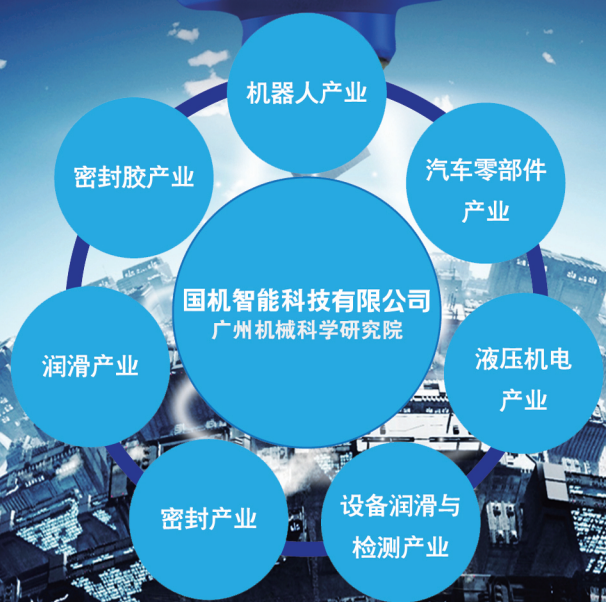 机器人产业
密封胶产业
汽车零部件
产业
国机智能科技有限公司
广州机械科学研究院
润滑产业
液压机电
产业
密封产业
设备润滑与
检测产业